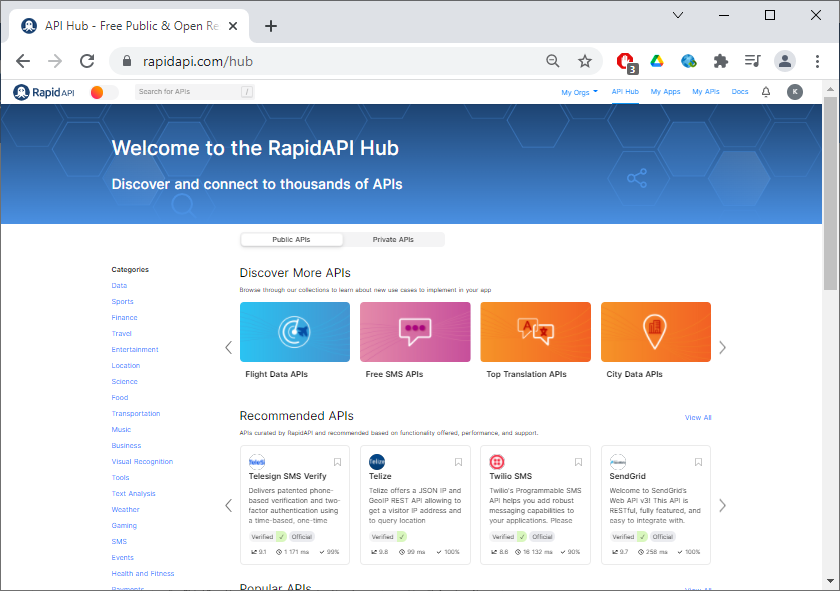 API Hub - Free Public & Open Re
rapidapi.com/hub
3
Rapid API
Search for APIs /
My Orgs API Hub My Apps My APIs Docs K
Welcome to the RapidAPI Hub
Discover and connect to thousands of APIs
Public APIs Private APIs
Categories
Data
Sports
Finance
Travel
Entertainment
Location
Science
Food
Transportation
Music
Business
Visual Recognition
Tools
Text Analysis
Weather
Gaming
SMS
Events
Health and Fitness
Payments
Discover More APIs
Browse through our collections to learn about new use cases to implement in your app
A
Flight Data APIs Free SMS APIs Top Translation APIs City Data APIs
Recommended APIs View All
APIs curated by RapidAPI and recommended based on functionality offered, performance, and support.
TeleSi
Telesign SMS Verify
Delivers patented phone-
based verification and two-
factor authentication using
a time-based, one-time
Verified ✓ Official
9.1 1 171 ms 99%
Telize
Telize
Telize offers a JSON IP and
GeoIP REST API allowing to
get a visitor IP address and
to query location
Verified ✓
9.8 99 ms 100%
Twilio SMS
Twilio's Programmable SMS
API helps you add robust
messaging capabilities to
your applications. Please
Verified ✓ Official
8.6 16 132 ms 90%
SendGrid
Welcome to SendGrid's
Web API v3! This API is
RESTful, fully featured, and
easy to integrate with.
Verified ✓ Official
9.7 258 ms 100%
Popular APIs View All